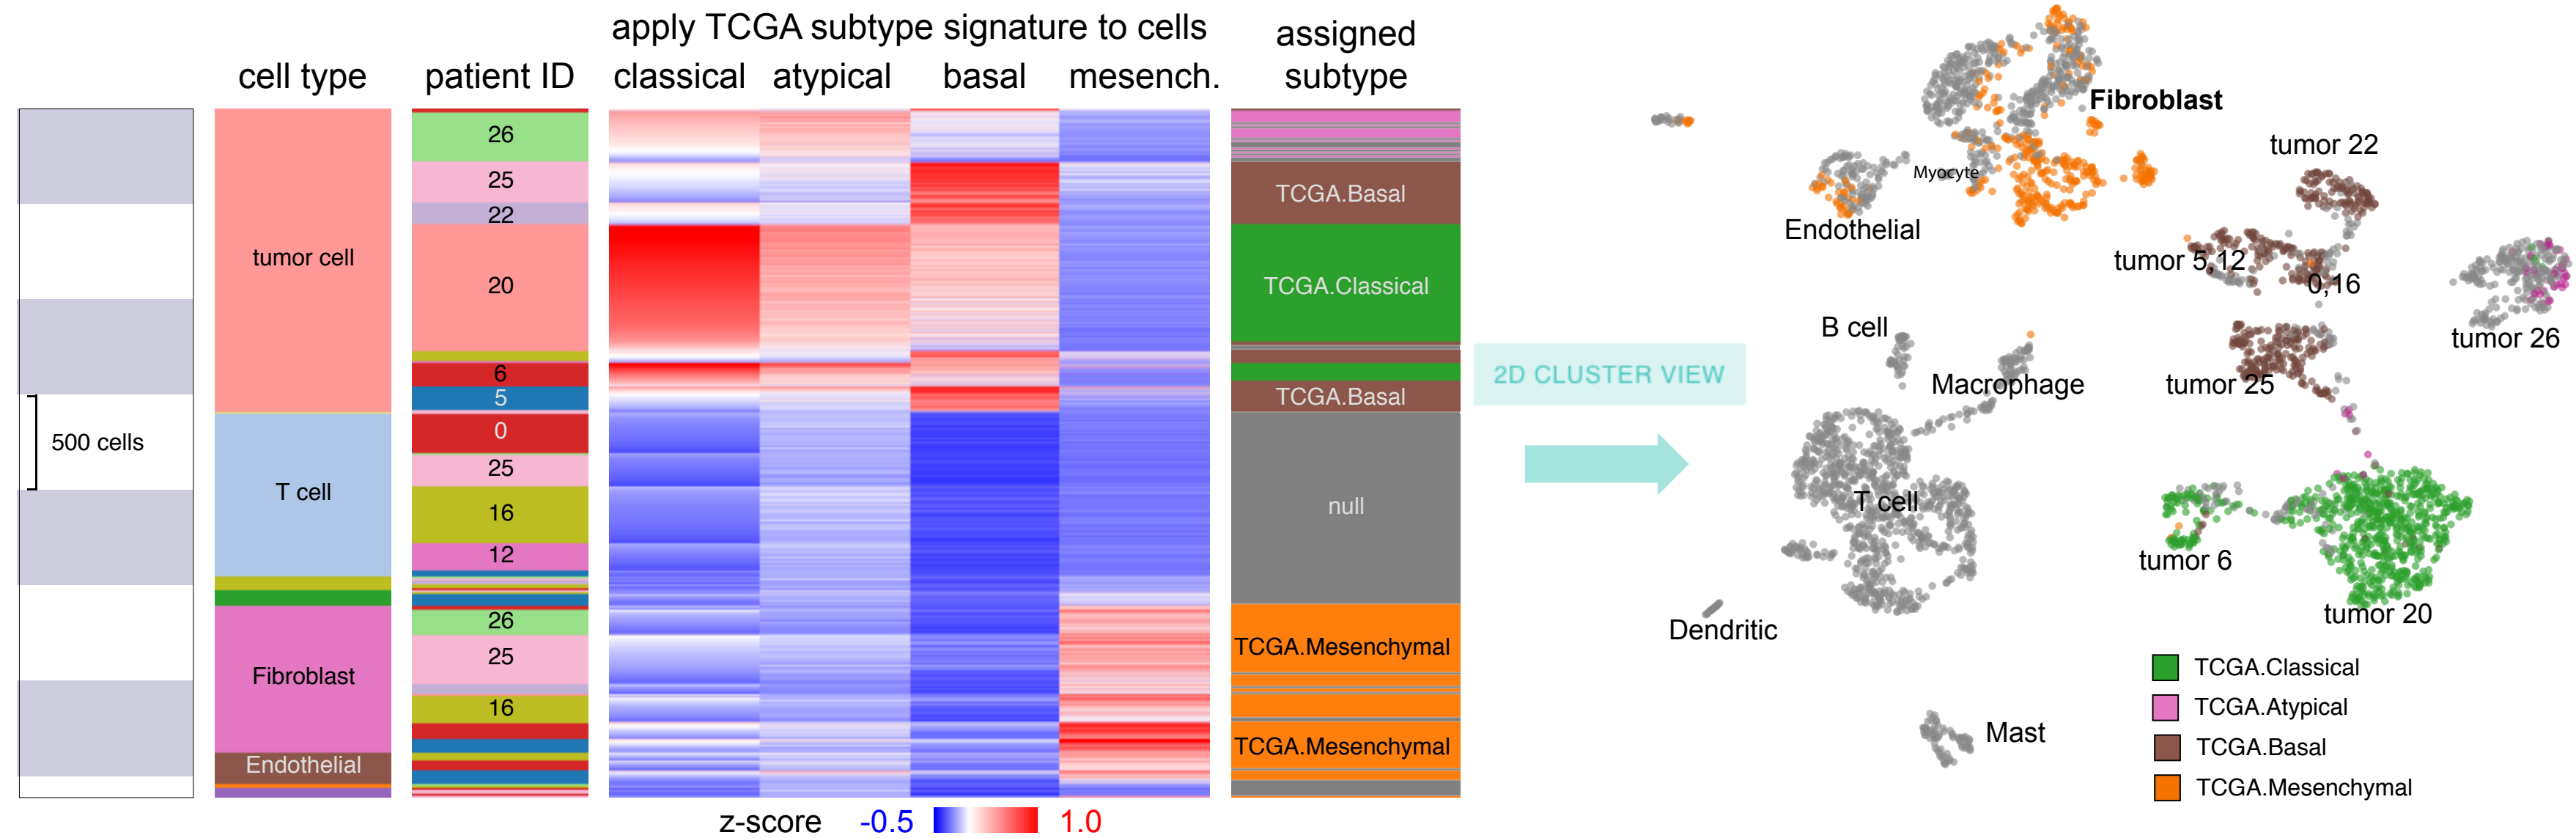 apply TCGA subtype signature to cells
cell type
patient ID
classical
atypical
basal
mesench.
assigned
subtype
500 cells
tumor cell
T cell
Fibroblast
Endothelial
26
25
22
20
6
5
0
25
16
12
26
25
16
TCGA.Basal
TCGA.Classical
TCGA.Basal
null
TCGA.Mesenchymal
TCGA.Mesenchymal
z-score
-0.5
1.0
2D CLUSTER VIEW
Fibroblast
Myocyte
Endothelial
tumor 22
tumor 5,12
0,16
tumor 26
B cell
Macrophage
tumor 25
T cell
tumor 6
tumor 20
Dendritic
Mast
TCGA.Classical
TCGA.Atypical
TCGA.Basal
TCGA.Mesenchymal